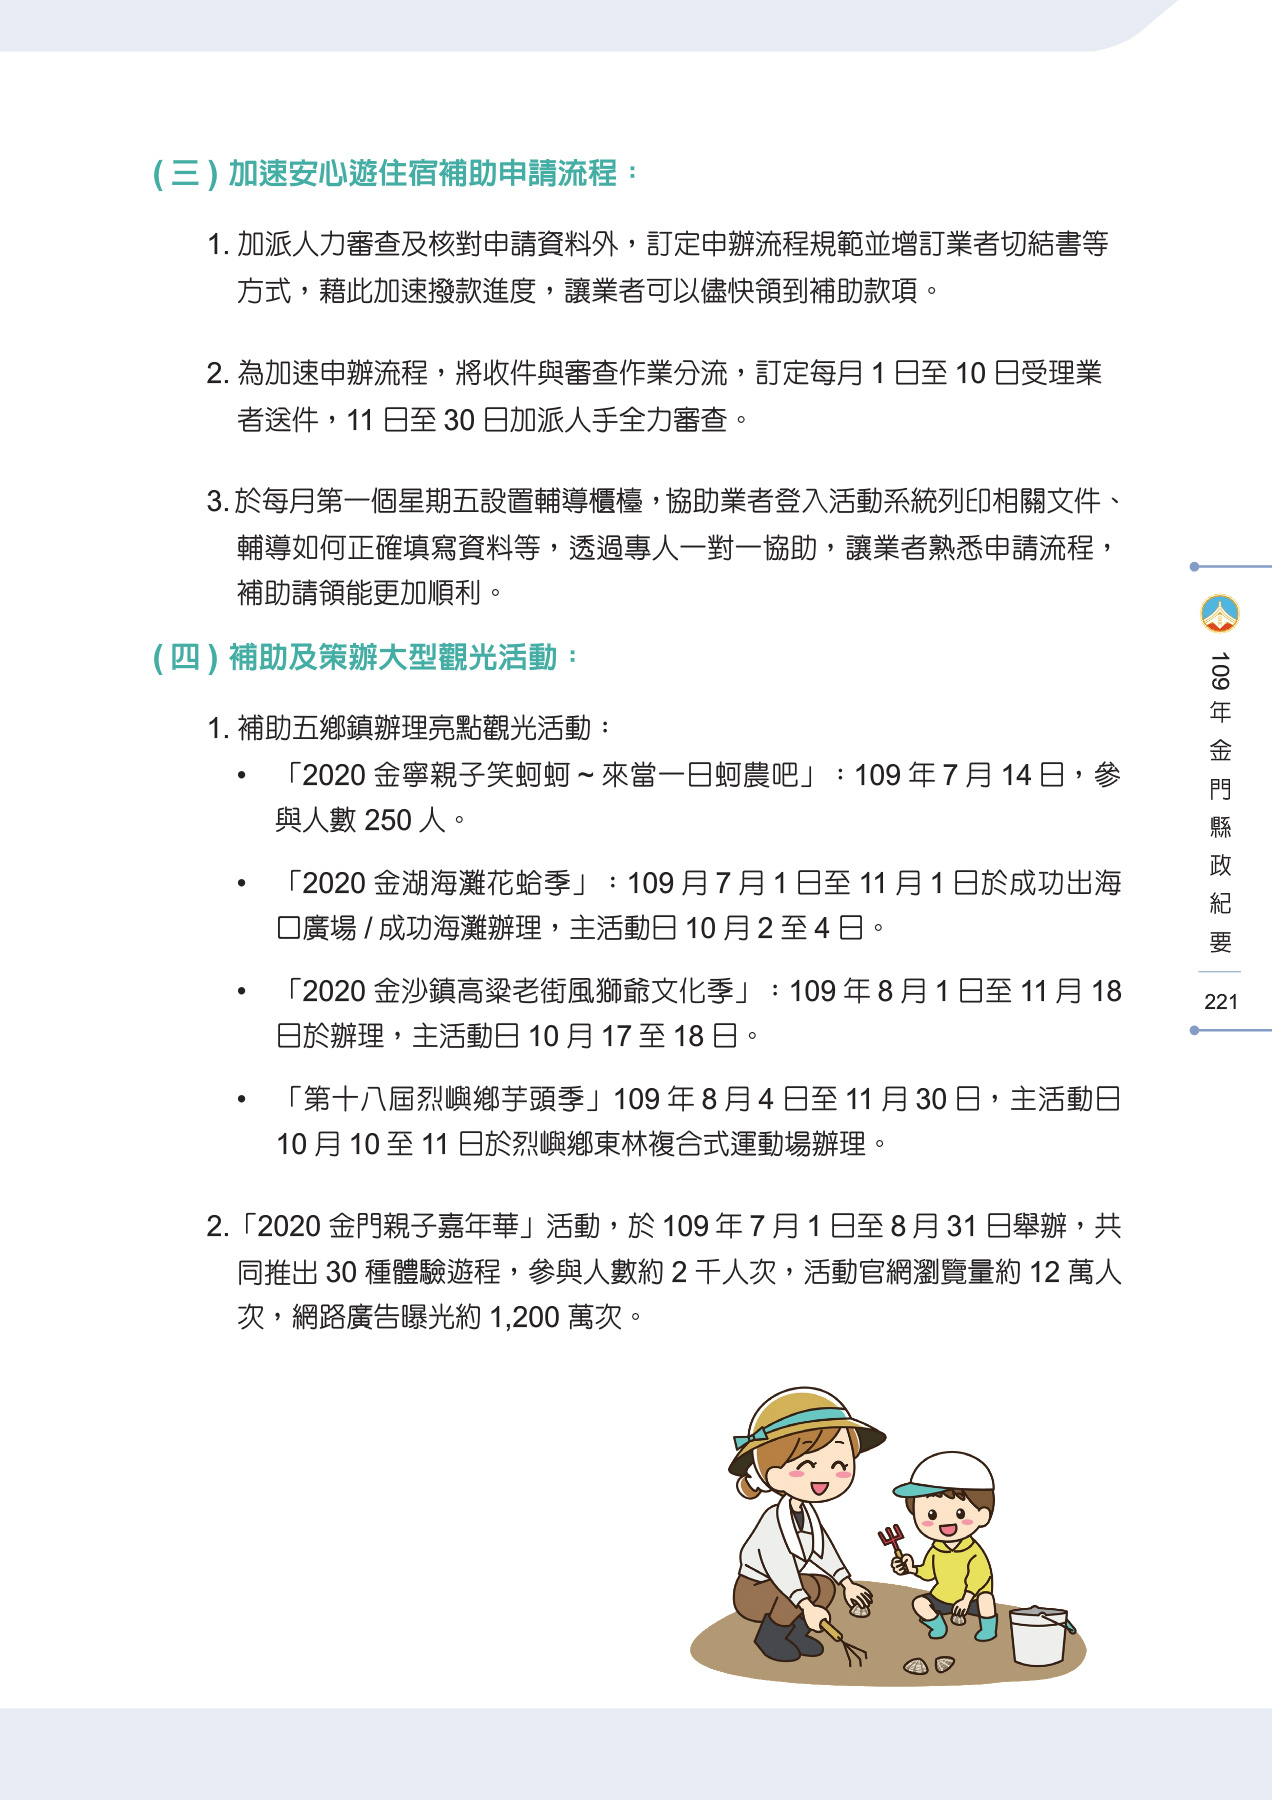 ( 三 ) 加速安心遊住宿補助申請流程：
1. 加派人力審查及核對申請資料外，訂定申辦流程規範並增訂業者切結書等
方式，藉此加速撥款進度，讓業者可以儘快領到補助款項。
2. 為加速申辦流程，將收件與審查作業分流，訂定每月 1 日至 10 日受理業
者送件，11 日至 30 日加派人手全力審查。
3. 於每月第一個星期五設置輔導櫃檯，協助業者登入活動系統列印相關文件、
輔導如何正確填寫資料等，透過專人一對一協助，讓業者熟悉申請流程，
補助請領能更加順利。
( 四 ) 補助及策辦大型觀光活動：
1. 補助五鄉鎮辦理亮點觀光活動：
• 「2020 金寧親子笑蚵蚵 ~ 來當一日蚵農吧」：109 年 7 月 14 日，參
與人數 250 人。
• 「2020 金湖海灘花蛤季」：109 月 7 月 1 日至 11 月 1 日於成功出海
口廣場 / 成功海灘辦理，主活動日 10 月 2 至 4 日。
• 「2020 金沙鎮高粱老街風獅爺文化季」：109 年 8 月 1 日至 11 月 18
日於辦理，主活動日 10 月 17 至 18 日。
• 「第十八屆烈嶼鄉芋頭季」109 年 8 月 4 日至 11 月 30 日，主活動日
10 月 10 至 11 日於烈嶼鄉東林複合式運動場辦理。
2.「2020 金門親子嘉年華」活動，於 109 年 7 月 1 日至 8 月 31 日舉辦，共
同推出 30 種體驗遊程，參與人數約 2 千人次，活動官網瀏覽量約 12 萬人
次，網路廣告曝光約 1,200 萬次。
109年金門縣政紀要
221